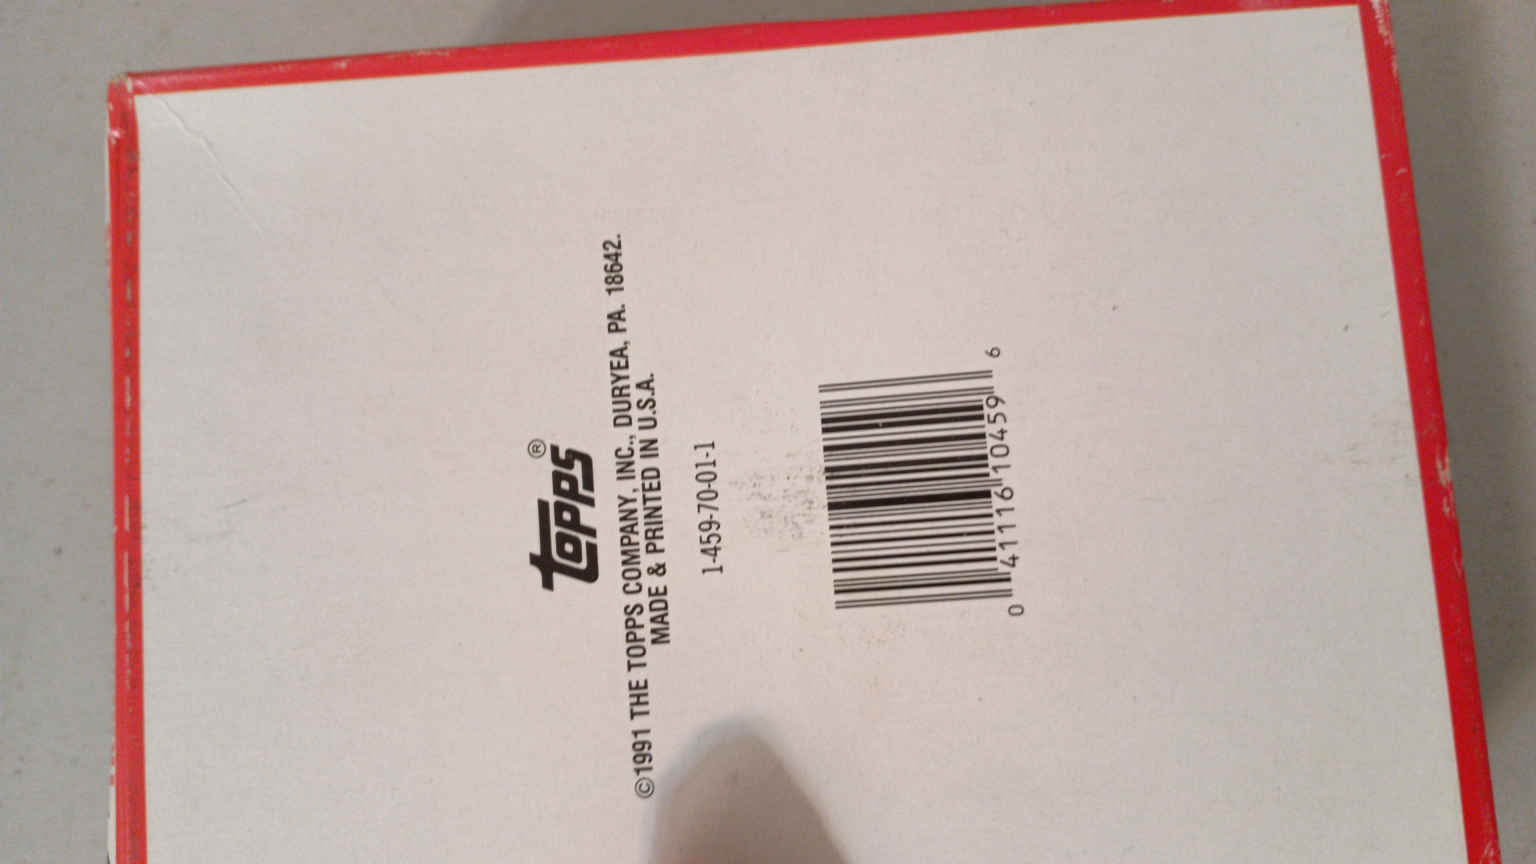 topps®
©1991 THE TOPPS COMPANY, INC., DURYEA, PA. 18642.
MADE & PRINTED IN U.S.A.
1-459-70-01-1
0 41116 10459 6